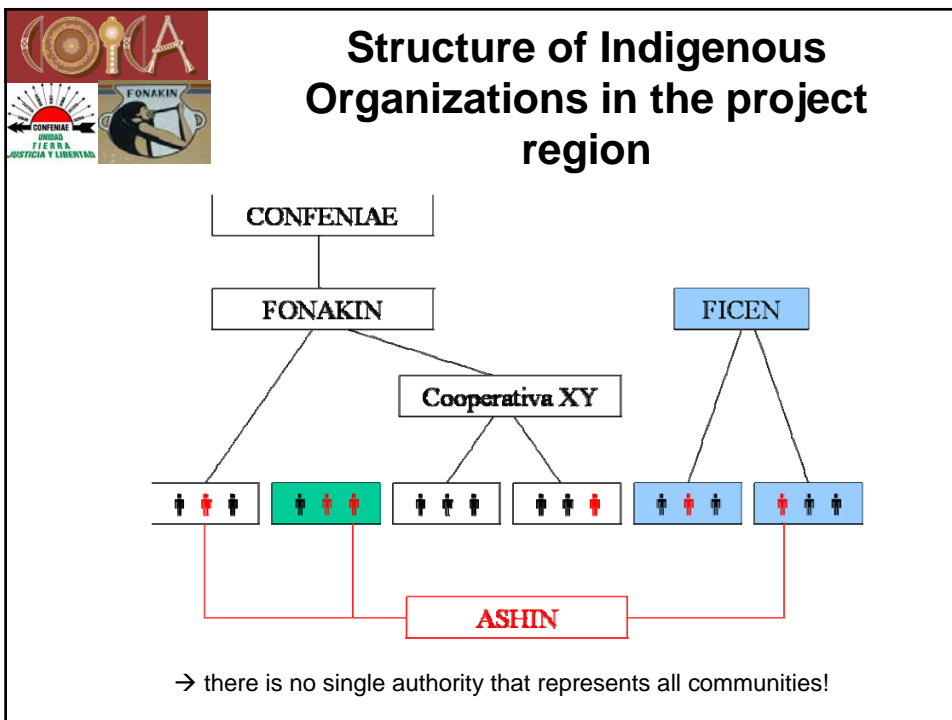 COICA
Structure of Indigenous
Organizations in the project
region
FONAKIN
CONFENIAE
UNIDAD
TIERRA
JUSTICIA Y LIBERTAD
CONFENIAE
FONAKIN
FICEN
Cooperativa XY
ASHIN
→ there is no single authority that represents all communities!